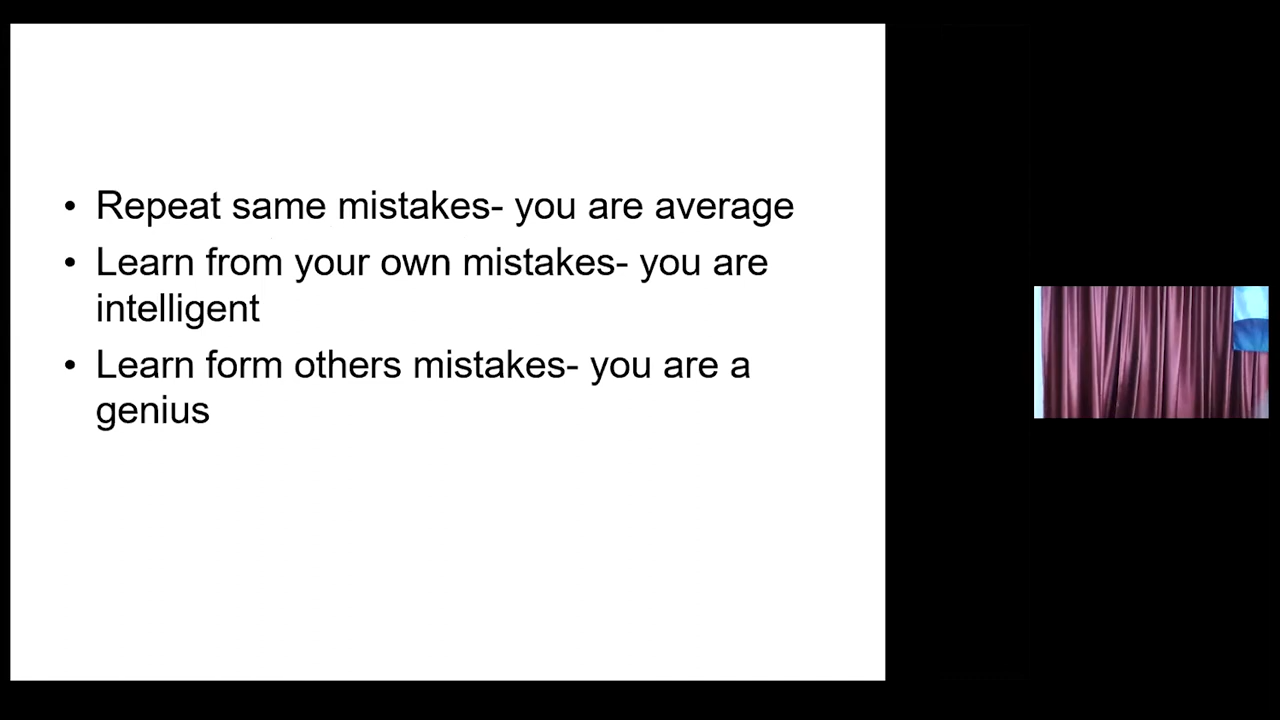 • Repeat same mistakes- you are average
• Learn from your own mistakes- you are
intelligent
• Learn form others mistakes- you are a
genius